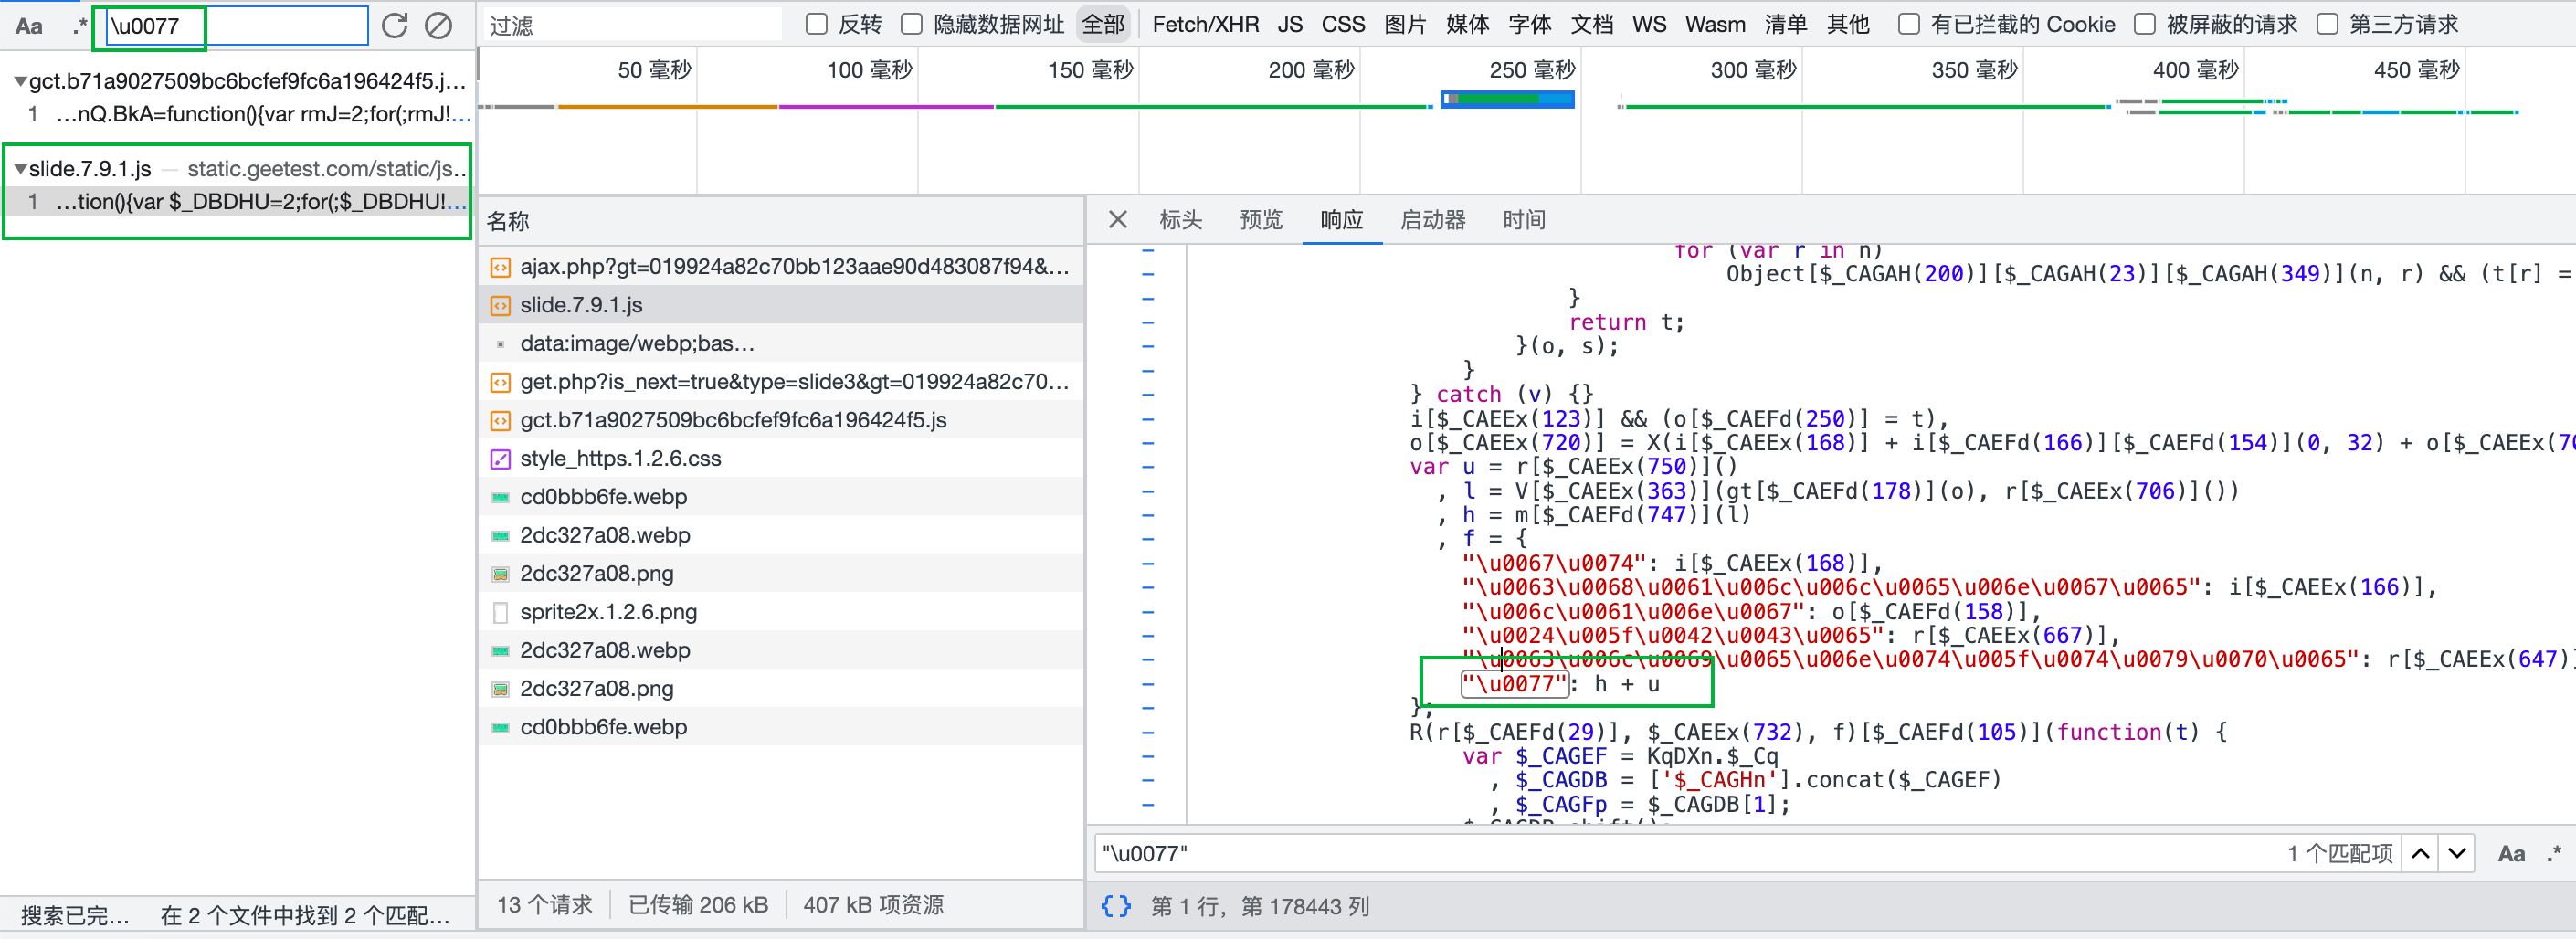 Aa .* \u0077
gct.b71a9027509bc6bcfef9fc6a196424f5.j…
1 …nQ.BkA=function(){var rmJ=2;for(;rmJ!…
slide.7.9.1.js — static.geetest.com/static/js…
1 …tion(){var $_DBDHU=2;for(;$_DBDHU!…
搜索已完… 在 2 个文件中找到 2 个匹配…
过滤 反转 隐藏数据网址 全部 Fetch/XHR JS CSS 图片 媒体 字体 文档 WS Wasm 清单 其他 有已拦截的 Cookie 被屏蔽的请求 第三方请求
50 毫秒 100 毫秒 150 毫秒 200 毫秒 250 毫秒 300 毫秒 350 毫秒 400 毫秒 450 毫秒
名称
ajax.php?gt=019924a82c70bb123aae90d483087f94&…
slide.7.9.1.js
data:image/webp;bas…
get.php?is_next=true&type=slide3&gt=019924a82c70…
gct.b71a9027509bc6bcfef9fc6a196424f5.js
style_https.1.2.6.css
cd0bbb6fe.webp
2dc327a08.webp
2dc327a08.png
sprite2x.1.2.6.png
2dc327a08.webp
2dc327a08.png
cd0bbb6fe.webp
13 个请求 已传输 206 kB 407 kB 项资源
标头 预览 响应 启动器 时间
for (var r in n)
Object[$_CAGAH(200)][$_CAGAH(23)][$_CAGAH(349)](n, r) && (t[r] =
}
return t;
}(o, s);
}
} catch (v) {}
i[$_CAEEx(123)] && (o[$_CAEFd(250)] = t),
o[$_CAEEx(720)] = X(i[$_CAEEx(168)] + i[$_CAEFd(166)][$_CAEFd(154)](0, 32) + o[$_CAEEx(70
var u = r[$_CAEEx(750)]()
, l = V[$_CAEEx(363)](gt[$_CAEFd(178)](o), r[$_CAEEx(706)]())
, h = m[$_CAEFd(747)](l)
, f = {
"\u0067\u0074": i[$_CAEEx(168)],
"\u0063\u0068\u0061\u006c\u006c\u0065\u006e\u0067\u0065": i[$_CAEEx(166)],
"\u006c\u0061\u006e\u0067": o[$_CAEFd(158)],
"\u0024\u005f\u0042\u0043\u0065": r[$_CAEEx(667)],
"\u0063\u006c\u0069\u0065\u006e\u0074\u005f\u0074\u0079\u0070\u0065": r[$_CAEEx(647)]
"\u0077": h + u
};
R(r[$_CAEFd(29)], $_CAEEx(732), f)[$_CAEFd(105)](function(t) {
var $_CAGEF = KqDXn.$_Cq
, $_CAGDB = ['$_CAGHn'].concat($_CAGEF)
, $_CAGFp = $_CAGDB[1];
"\u0077" 1 个匹配项 Aa .*
{} 第 1 行，第 178443 列